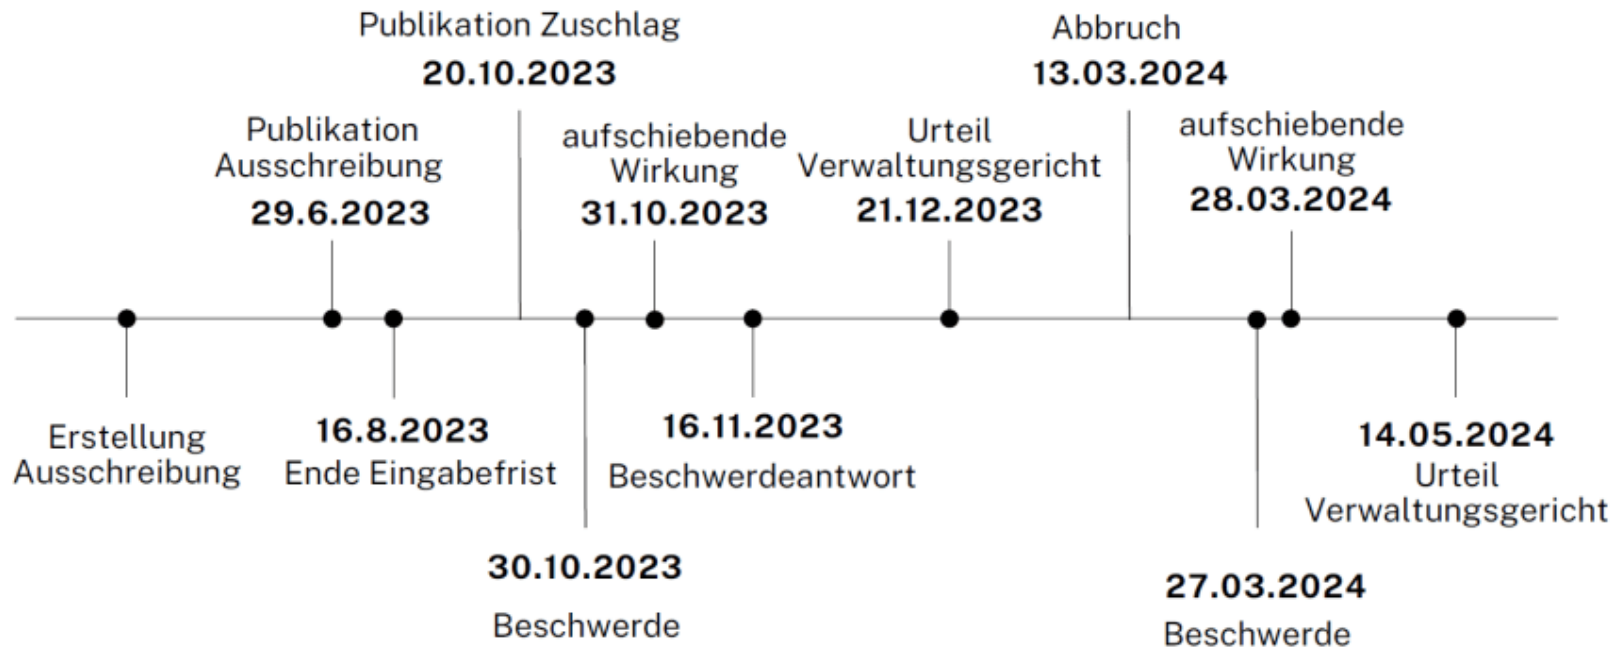 Publikation Zuschlag
20.10.2023
Abbruch
13.03.2024
Publikation
Ausschreibung
29.6.2023
aufschiebende
Wirkung
31.10.2023
Urteil
Verwaltungsgericht
21.12.2023
aufschiebende
Wirkung
28.03.2024
Erstellung
Ausschreibung
16.8.2023
Ende Eingabefrist
16.11.2023
Beschwerdeantwort
14.05.2024
Urteil
Verwaltungsgericht
30.10.2023
Beschwerde
27.03.2024
Beschwerde